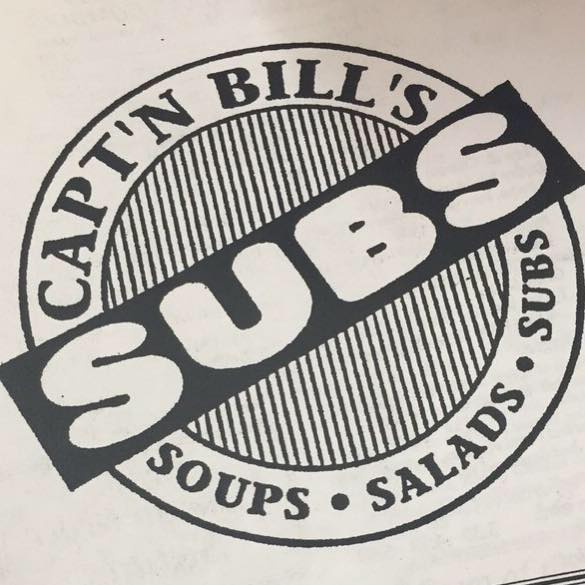 CAPT'N BILL'S
SUBS
SOUPS • SALADS • SUBS